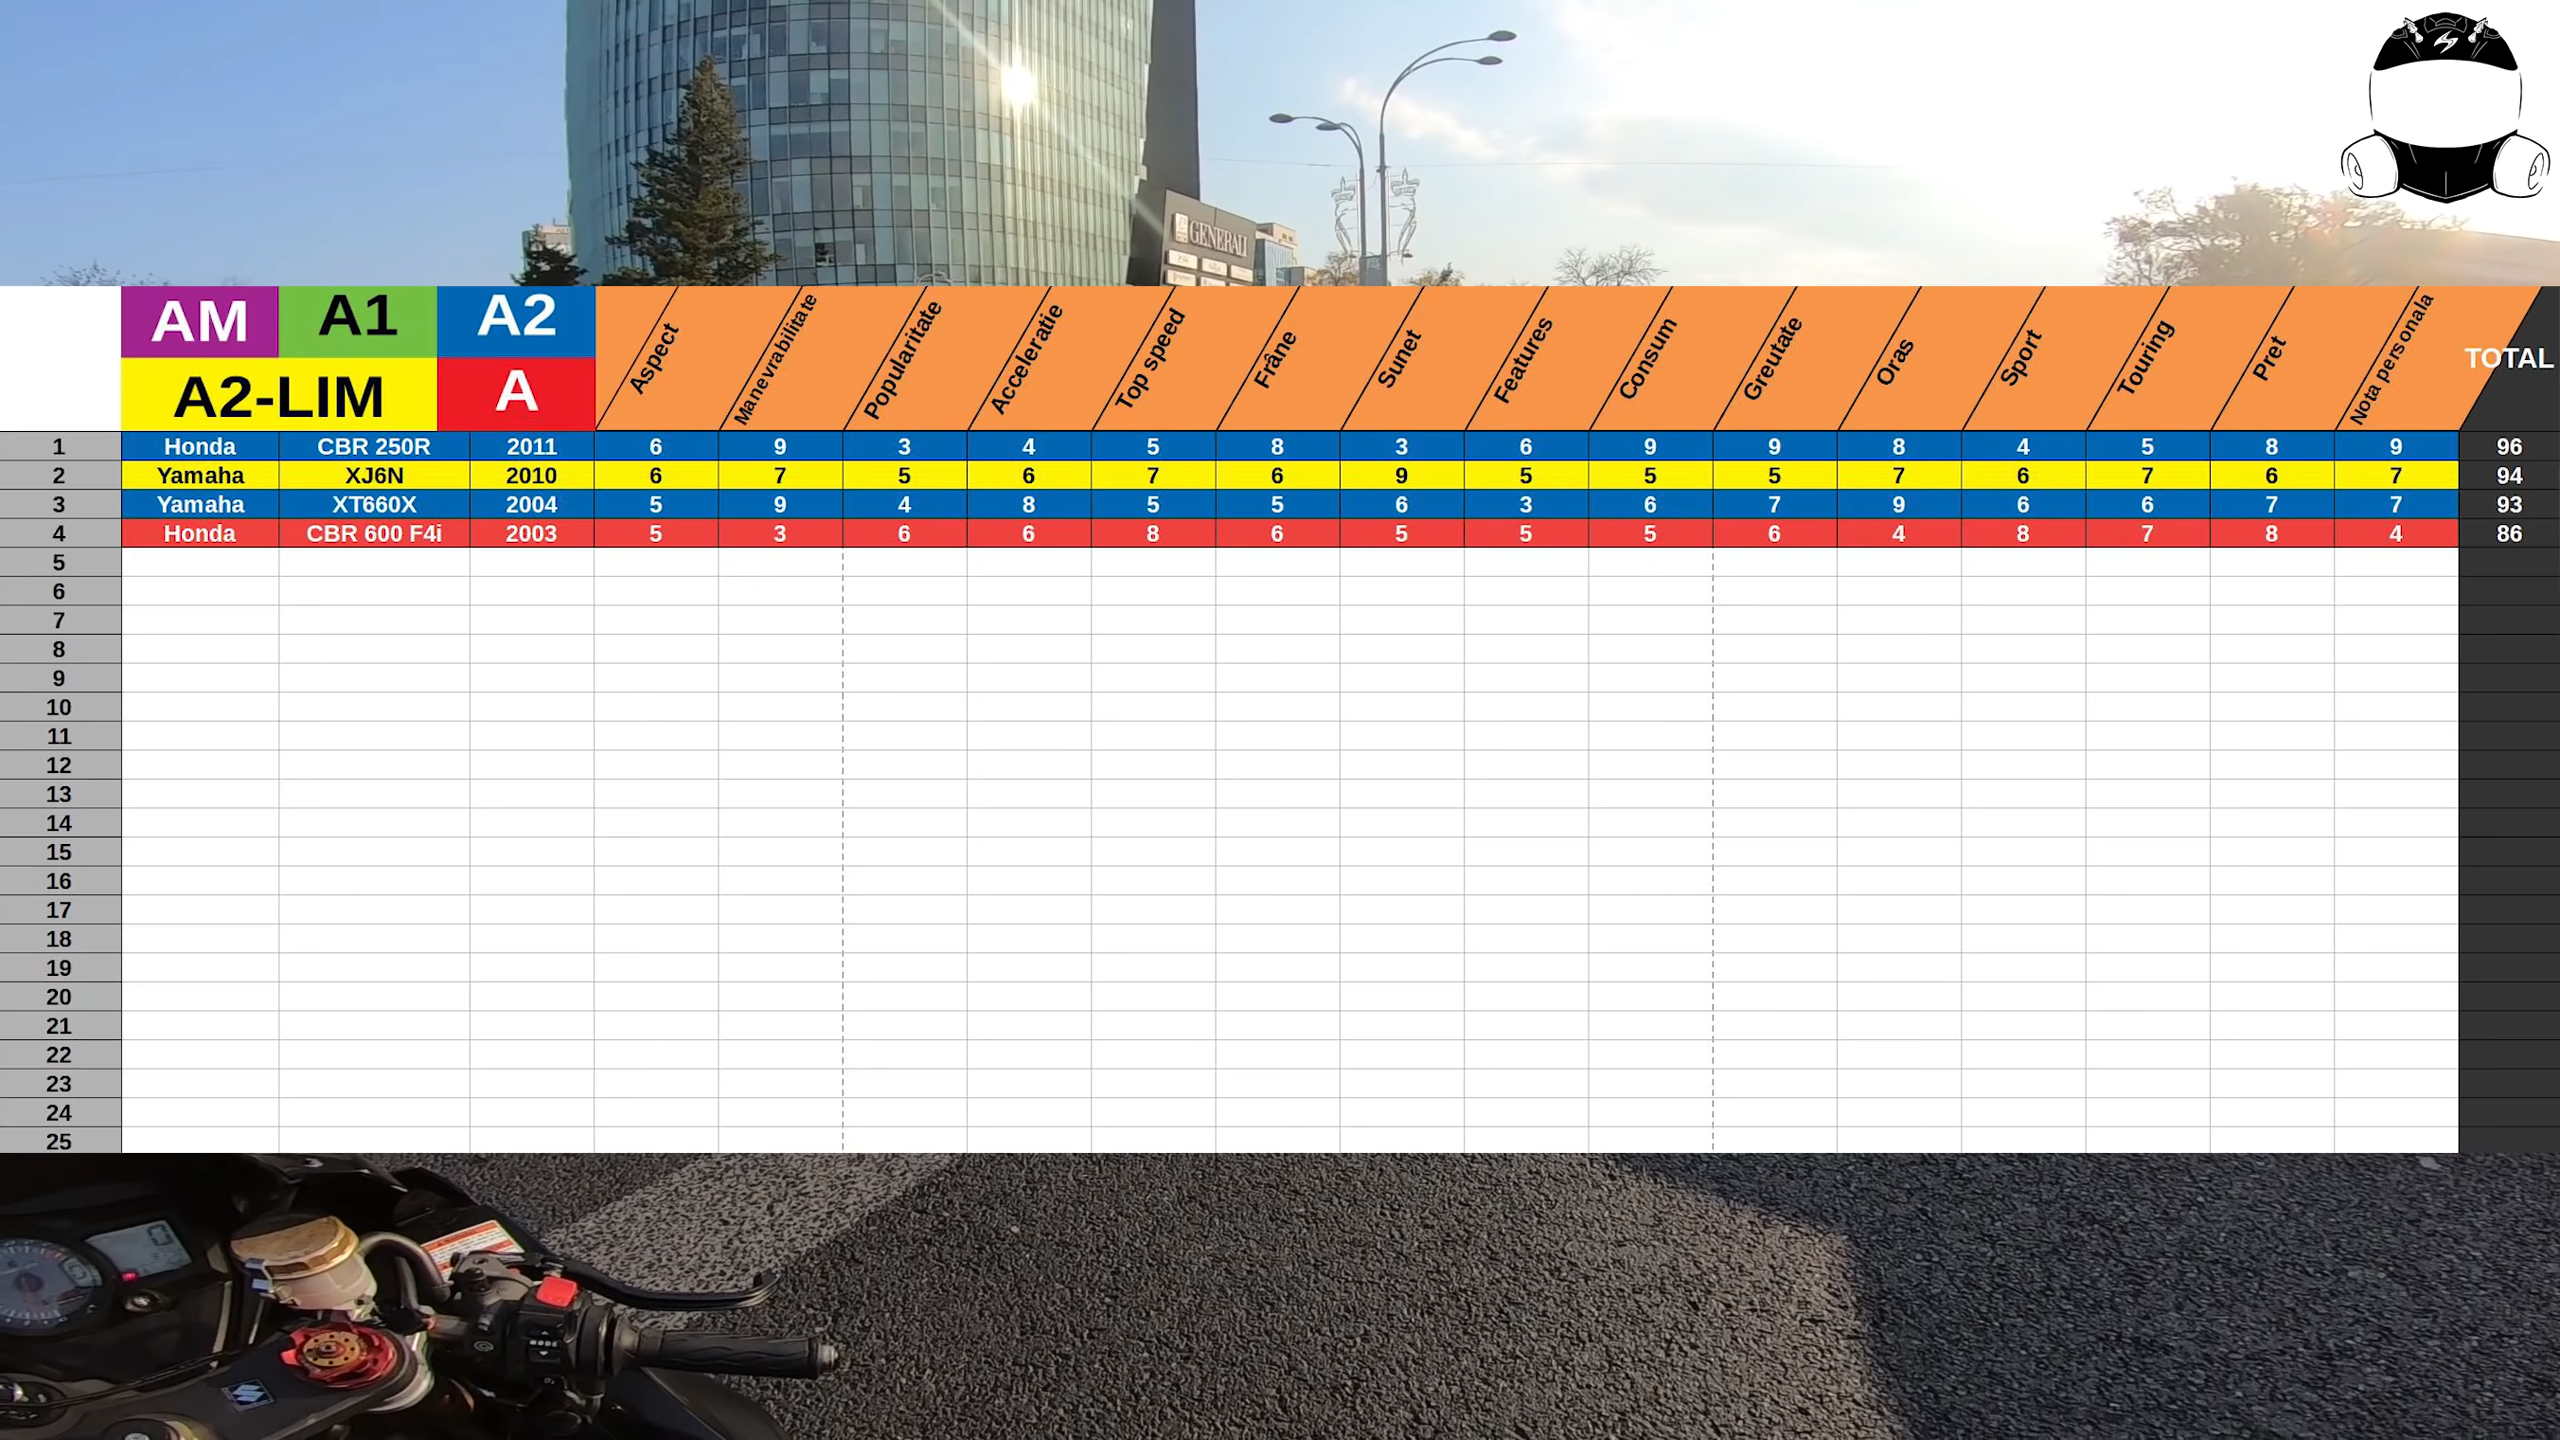 GENERALI
AM A1 A2
A2-LIM A
Aspect Manevrabilitate Popularitate Acceleratie Top speed Frâne Sunet Features Consum Greutate Oras Sport Touring Pret Nota personala TOTAL
1 Honda CBR 250R 2011 6 9 3 4 5 8 3 6 9 9 8 4 5 8 9 96
2 Yamaha XJ6N 2010 6 7 5 6 7 6 9 5 5 5 7 6 7 6 7 94
3 Yamaha XT660X 2004 5 9 4 8 5 5 6 3 6 7 9 6 6 7 7 93
4 Honda CBR 600 F4i 2003 5 3 6 6 8 6 5 5 5 6 4 8 7 8 4 86
5
6
7
8
9
10
11
12
13
14
15
16
17
18
19
20
21
22
23
24
25
MODE